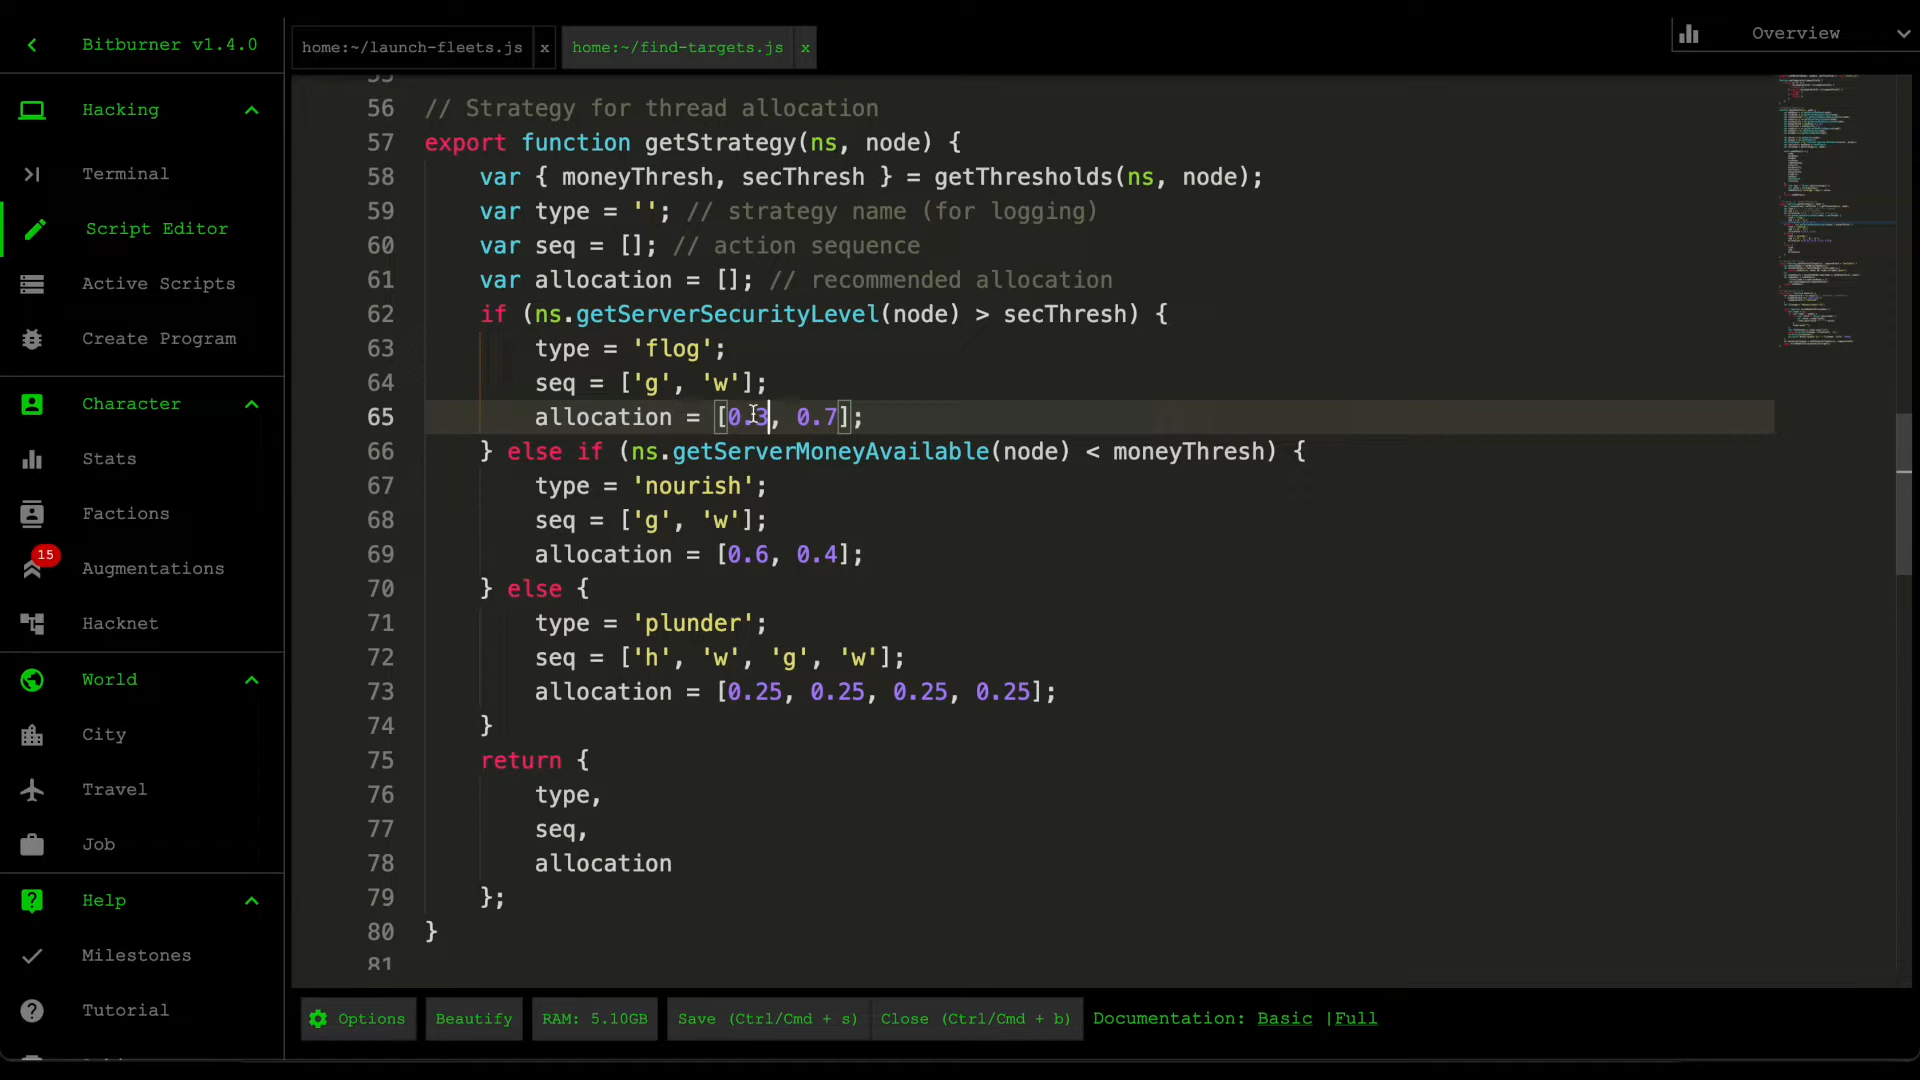 Bitburner v1.4.0
Hacking
Terminal
Script Editor
Active Scripts
Create Program
Character
Stats
Factions
15
Augmentations
Hacknet
World
City
Travel
Job
Help
Milestones
Tutorial
home:~/launch-fleets.js x
home:~/find-targets.js x
Overview
55
56 // Strategy for thread allocation
57 export function getStrategy(ns, node) {
58 var { moneyThresh, secThresh } = getThresholds(ns, node);
59 var type = ''; // strategy name (for logging)
60 var seq = []; // action sequence
61 var allocation = []; // recommended allocation
62 if (ns.getServerSecurityLevel(node) > secThresh) {
63 type = 'flog';
64 seq = ['g', 'w'];
65 allocation = [0.3, 0.7];
66 } else if (ns.getServerMoneyAvailable(node) < moneyThresh) {
67 type = 'nourish';
68 seq = ['g', 'w'];
69 allocation = [0.6, 0.4];
70 } else {
71 type = 'plunder';
72 seq = ['h', 'w', 'g', 'w'];
73 allocation = [0.25, 0.25, 0.25, 0.25];
74 }
75 return {
76 type,
77 seq,
78 allocation
79 };
80 }
81
Options
Beautify
RAM: 5.10GB
Save (Ctrl/Cmd + s)
Close (Ctrl/Cmd + b)
Documentation: Basic |Full